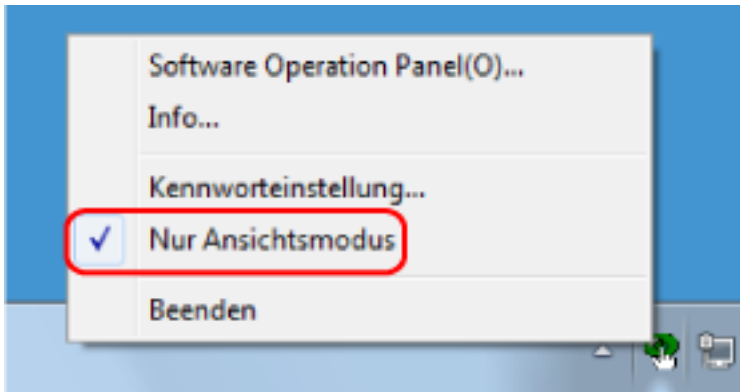 Software Operation Panel(O)...
Info...
Kennworteinstellung...
Nur Ansichtsmodus
Beenden